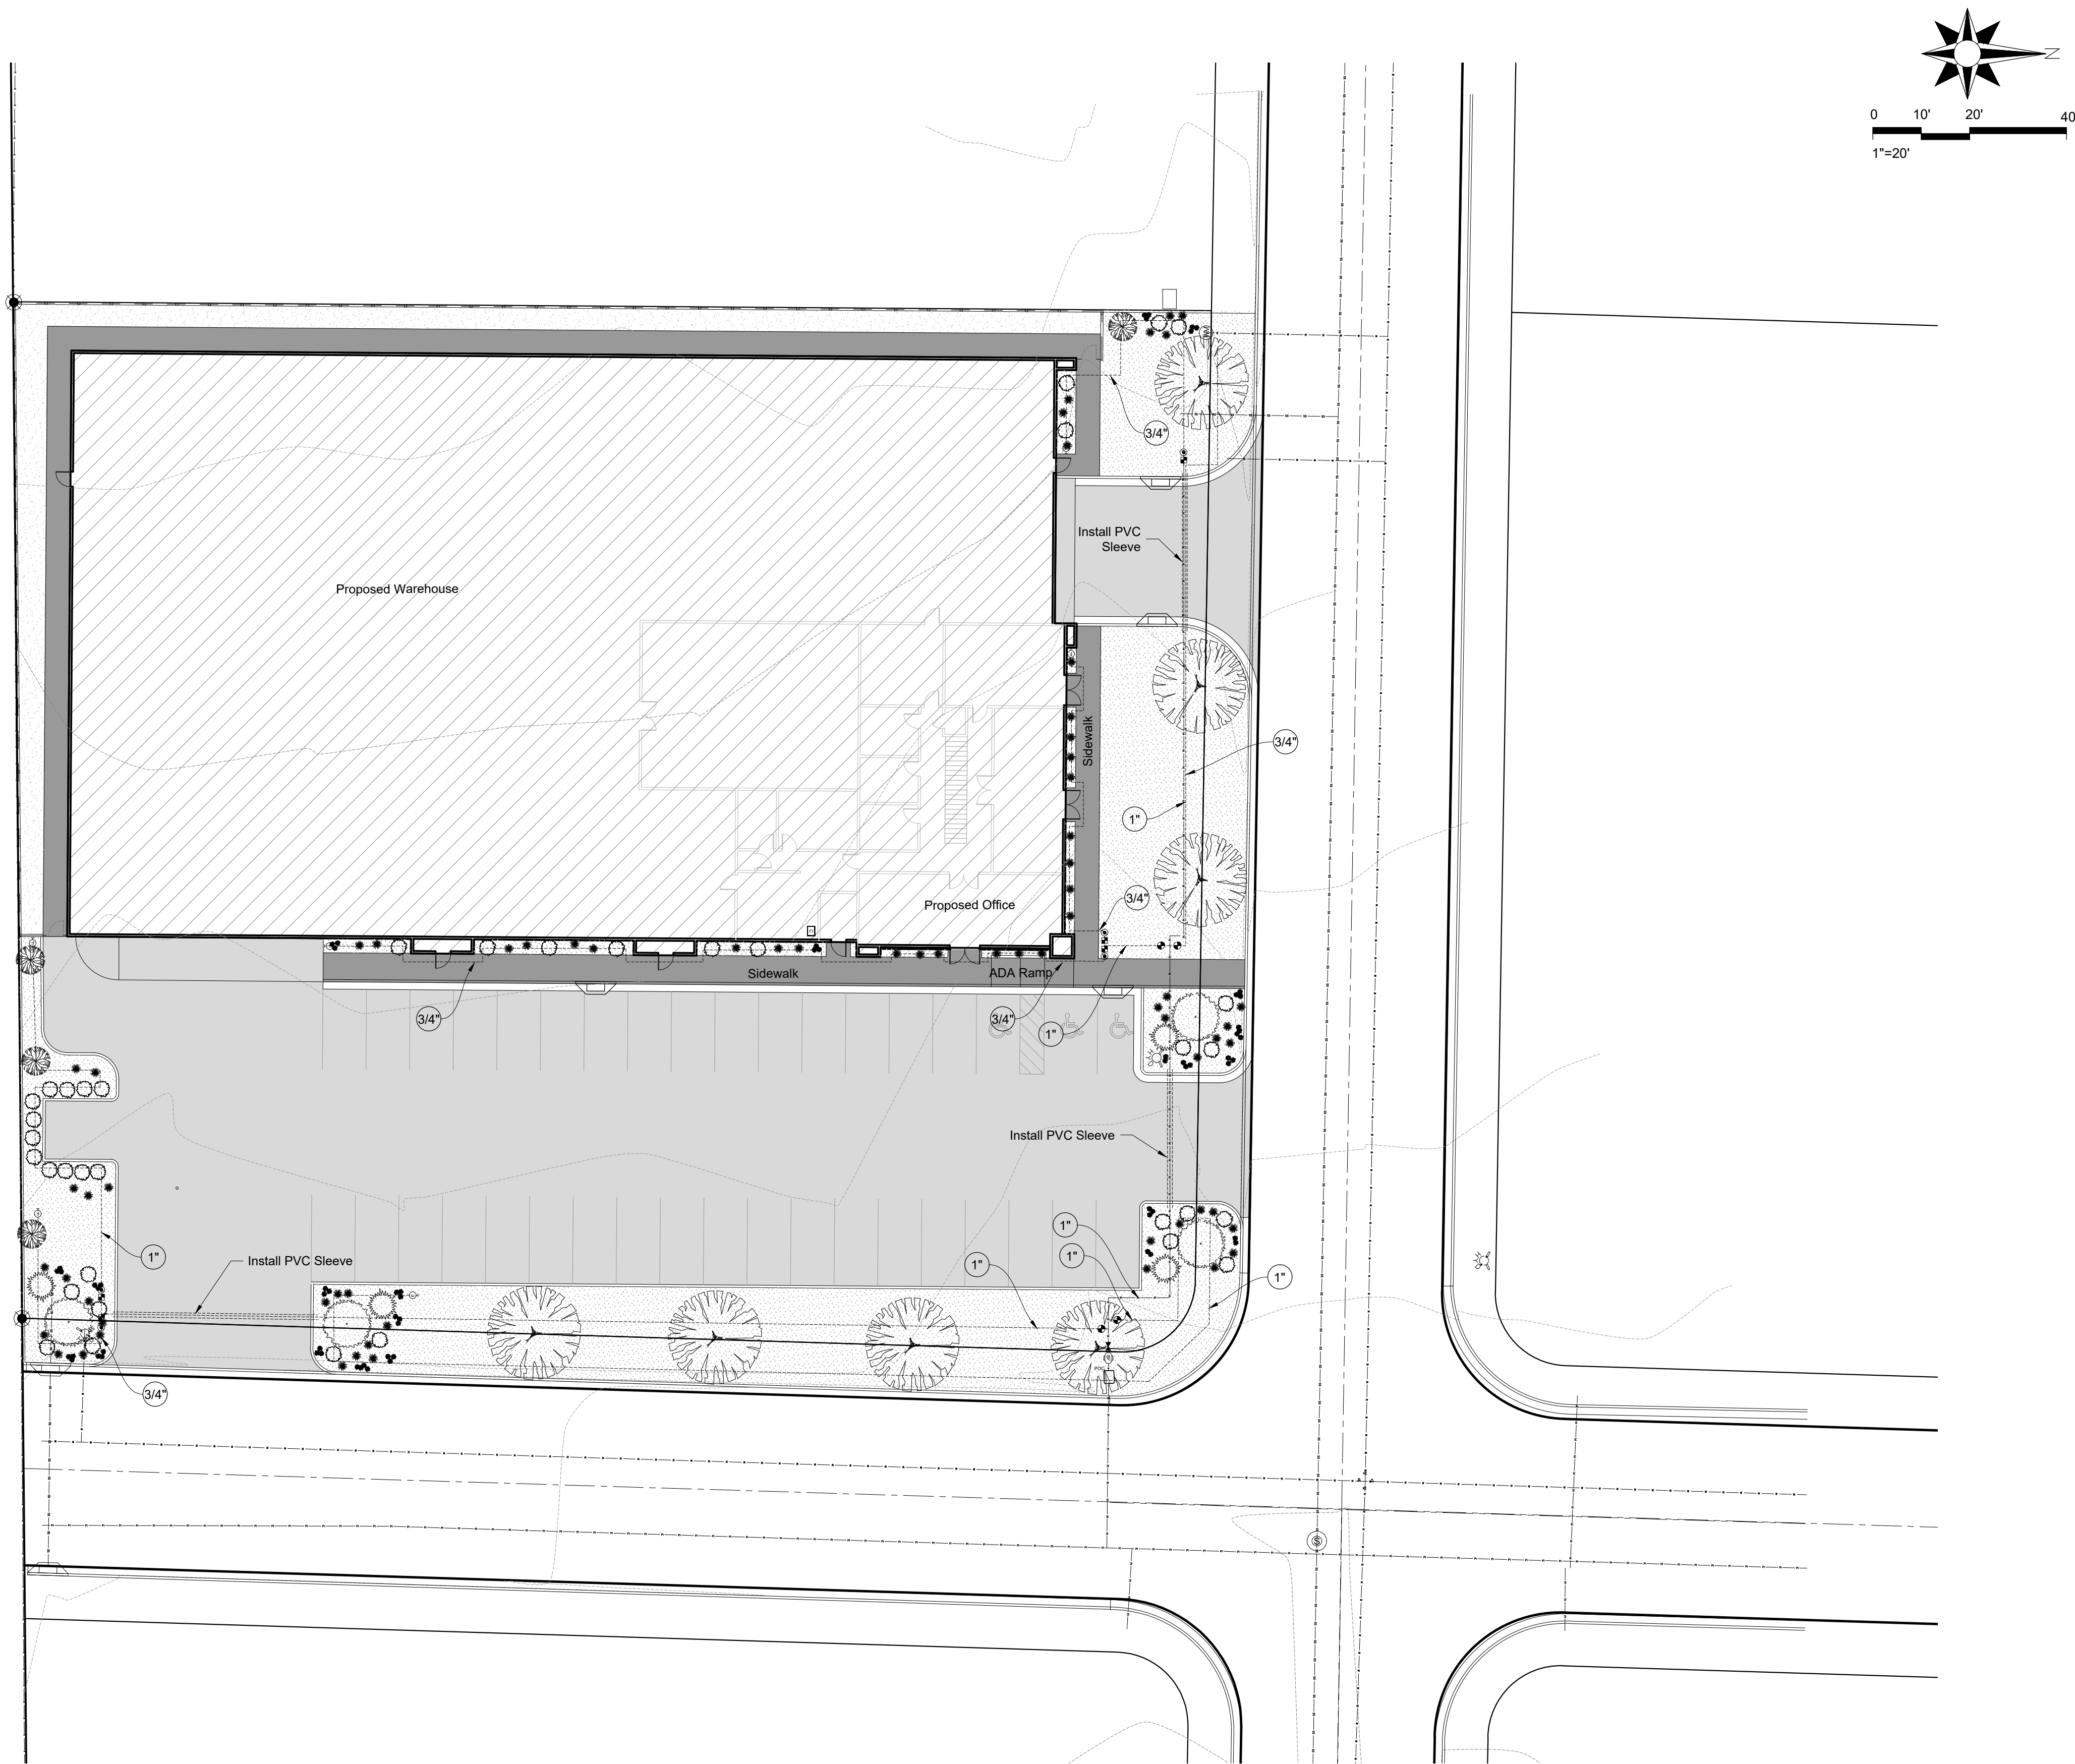 N
0 10' 20' 40
1"=20'
3/4"
Install PVC
Sleeve
Proposed Warehouse
Sidewalk
3/4"
1"
3/4"
Proposed Office
Sidewalk
ADA Ramp
3/4"
3/4"
1"
Install PVC Sleeve
1"
1"
1"
Install PVC Sleeve
1"
1"
POC
3/4"
S